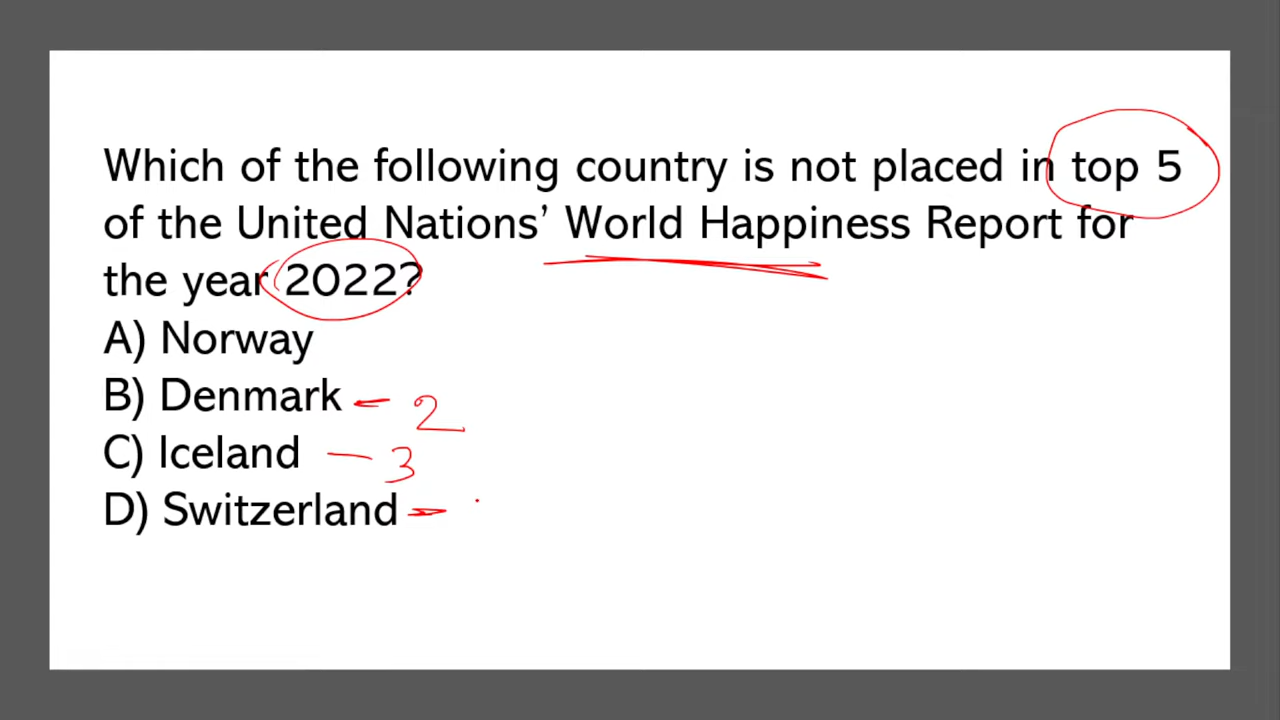 Which of the following country is not placed in top 5
of the United Nations’ World Happiness Report for
the year 2022?
A) Norway
B) Denmark - 2
C) Iceland - 3
D) Switzerland -